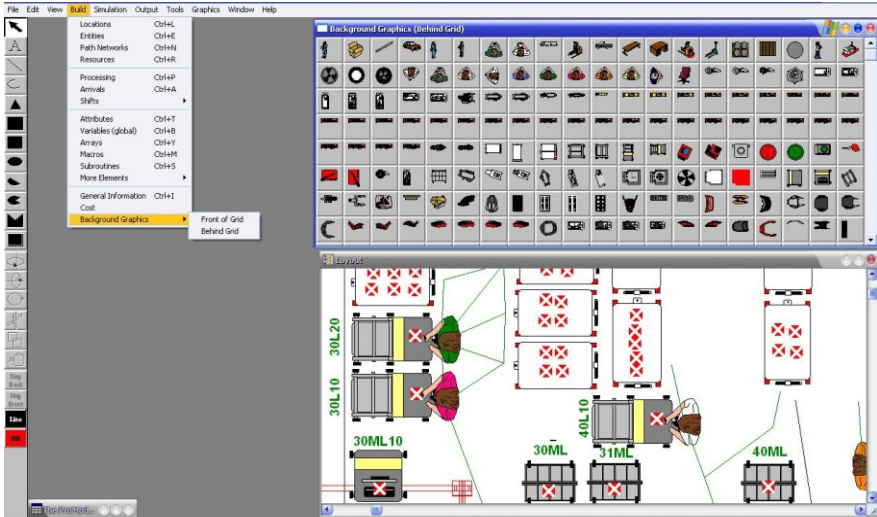 File Edit View Build Simulation Output Tools Graphics Window Help
Locations Ctrl+L
Entities Ctrl+E
Path Networks Ctrl+N
Resources Ctrl+R
Processing Ctrl+P
Arrivals Ctrl+A
Shifts
Attributes Ctrl+T
Variables (global) Ctrl+B
Arrays Ctrl+Y
Macros Ctrl+M
Subroutines Ctrl+S
More Elements
General Information Ctrl+I
Cost
Background Graphics
Front of Grid
Behind Grid
Background Graphics (Behind Grid)
Layout
30L20
30L10
40L10
30ML10
30ML
31ML
40ML
A
Line
The ProMod...